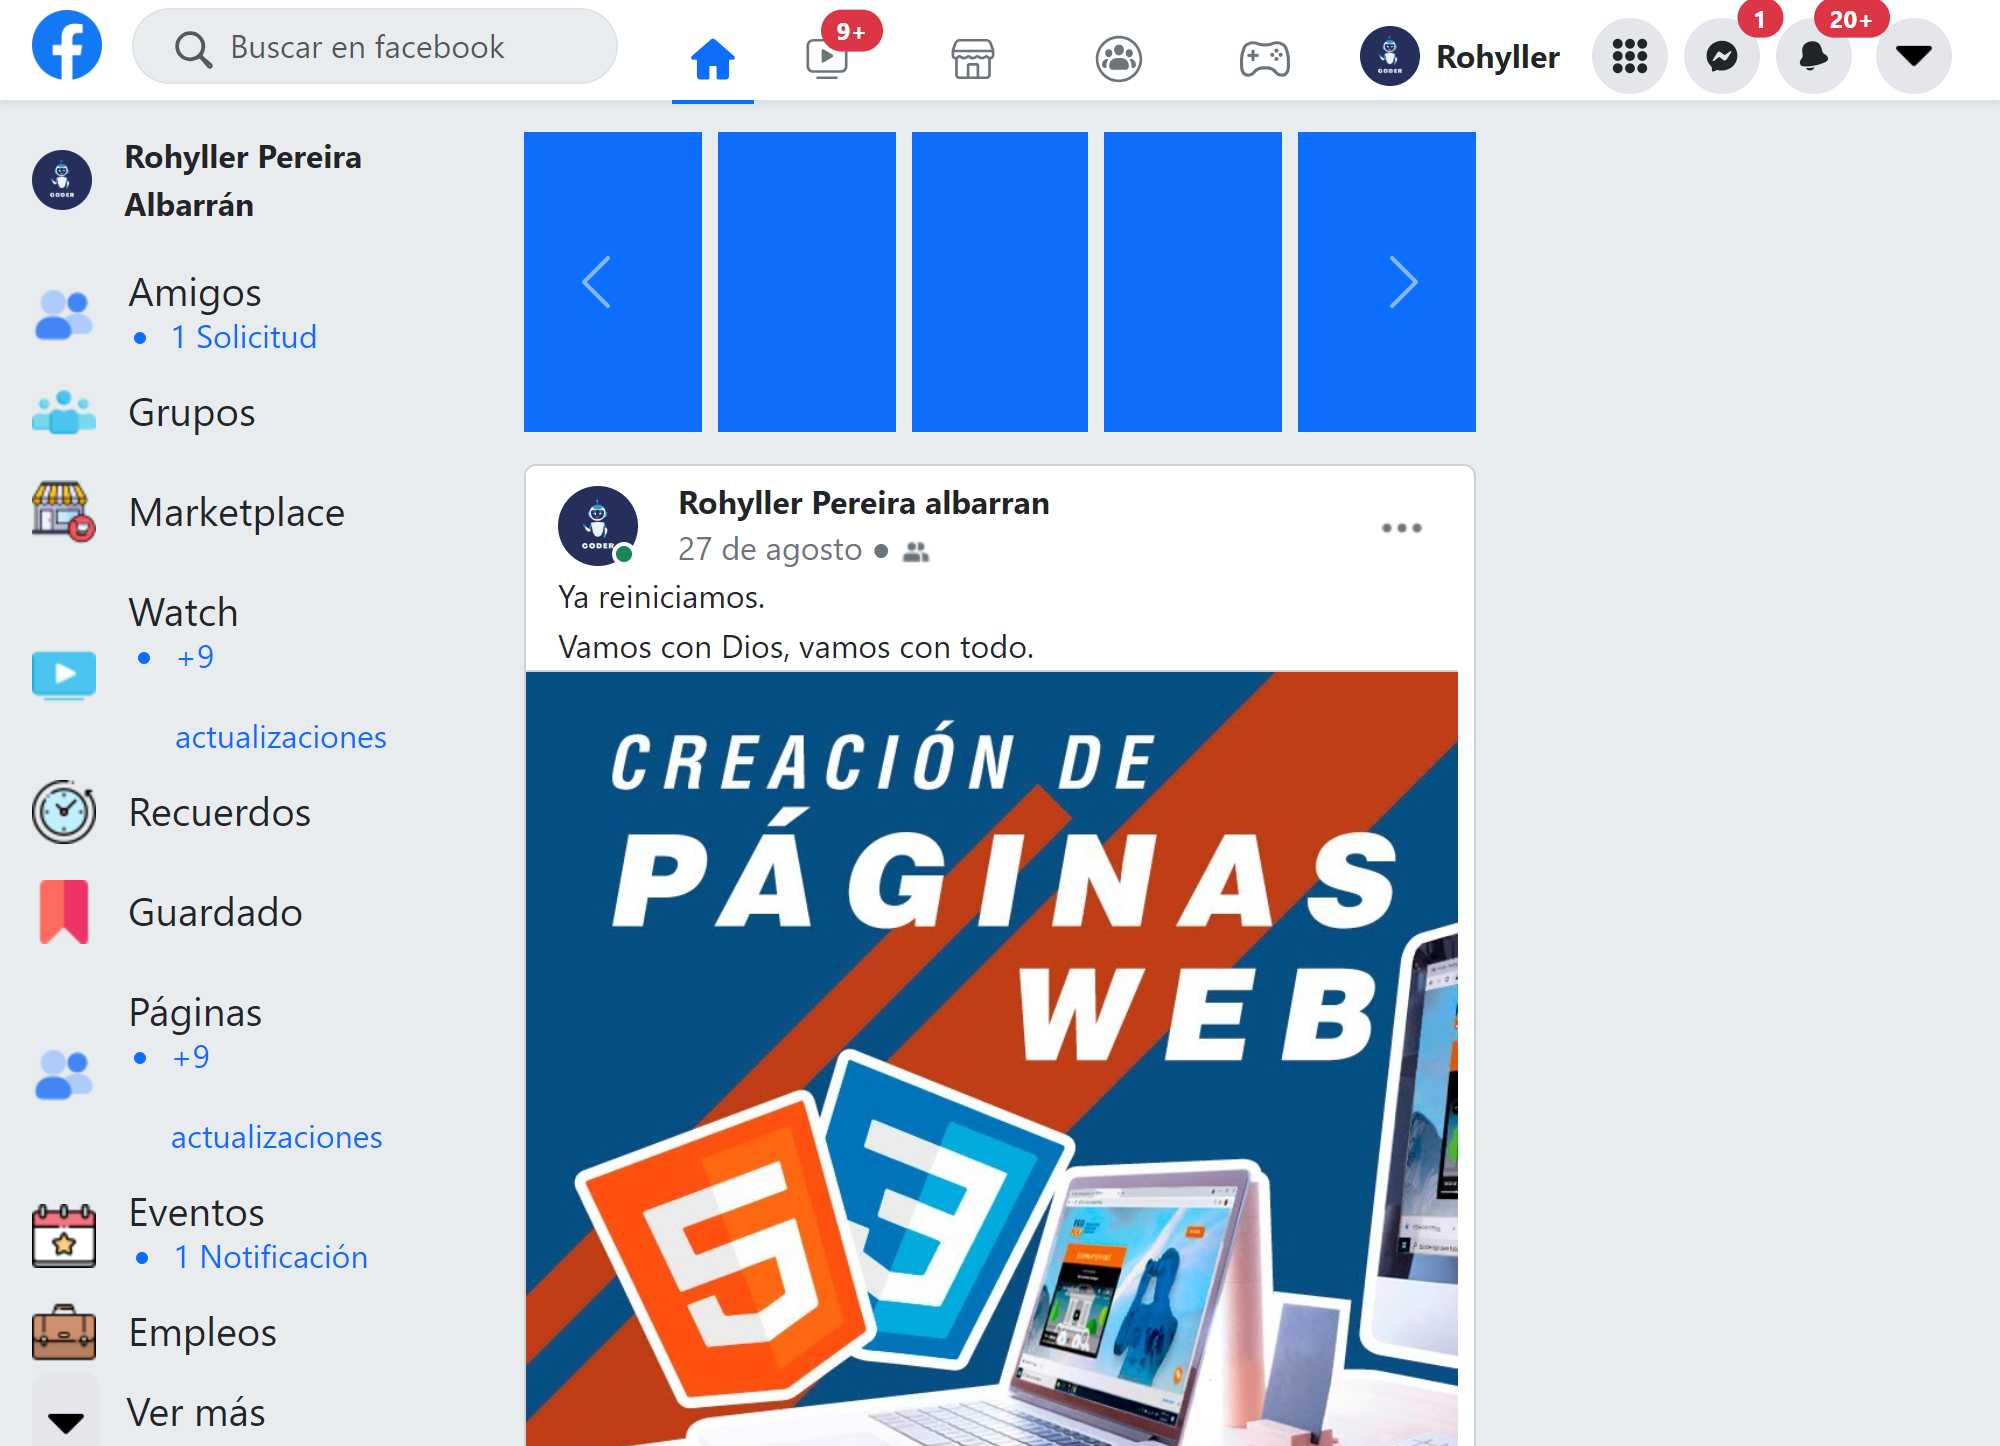 Buscar en facebook
9+
Rohyller
1
20+
Rohyller Pereira
Albarrán
Amigos
• 1 Solicitud
Grupos
Marketplace
Watch
• +9
actualizaciones
Recuerdos
Guardado
Páginas
• +9
actualizaciones
Eventos
• 1 Notificación
Empleos
Ver más
Rohyller Pereira albarran
27 de agosto •
Ya reiniciamos.
Vamos con Dios, vamos con todo.
CREACIÓN DE
PÁGINAS
WEB